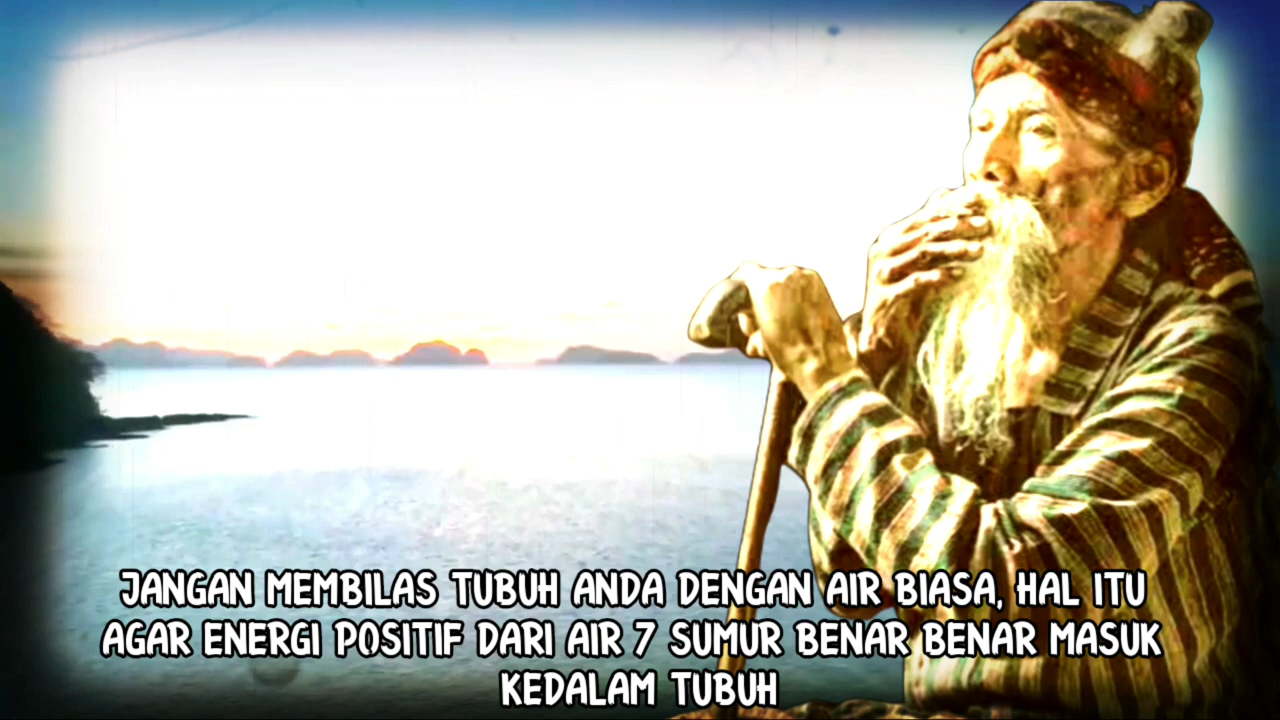 JANGAN MEMBILAS TUBUH ANDA DENGAN AIR BIASA, HAL ITU
AGAR ENERGI POSITIF DARI AIR 7 SUMUR BENAR BENAR MASUK
KEDALAM TUBUH